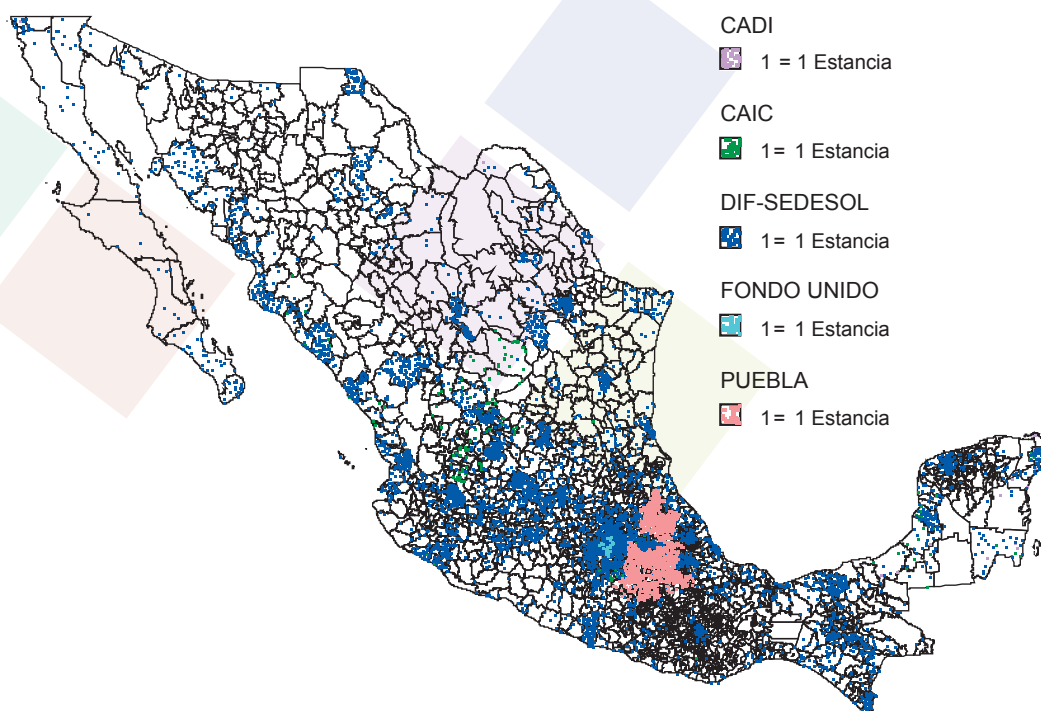 CADI
1 = 1 Estancia
CAIC
1= 1 Estancia
DIF-SEDESOL
1= 1 Estancia
FONDO UNIDO
1= 1 Estancia
PUEBLA
1= 1 Estancia